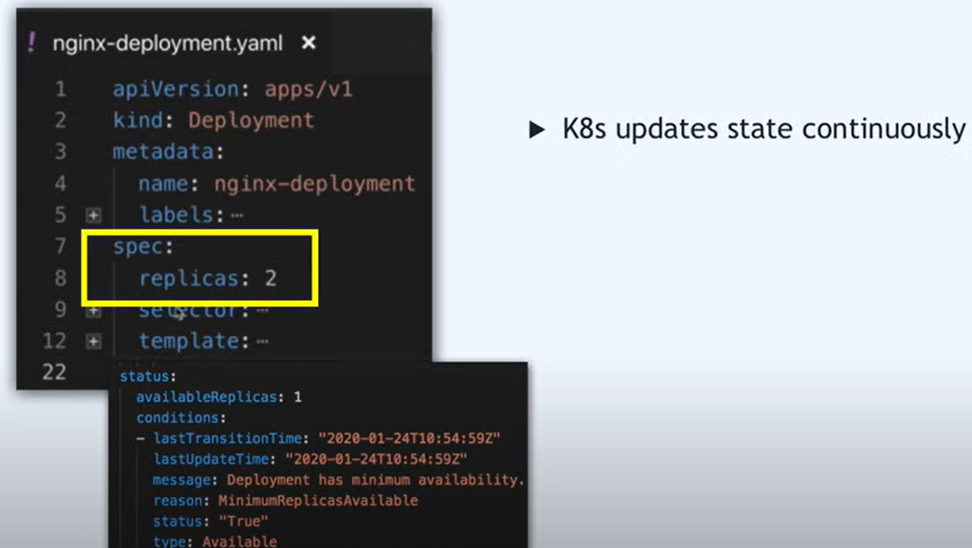 ! nginx-deployment.yaml ×
1 apiVersion: apps/v1
2 kind: Deployment
3 metadata:
4 name: nginx-deployment
5 labels: ⋯
7 spec:
8 replicas: 2
9 selector: ⋯
12 template: ⋯
22
status:
availableReplicas: 1
conditions:
– lastTransitionTime: "2020-01-24T10:54:59Z"
lastUpdateTime: "2020-01-24T10:54:59Z"
message: Deployment has minimum availability.
reason: MinimumReplicasAvailable
status: "True"
type: Available
▶ K8s updates state continuously